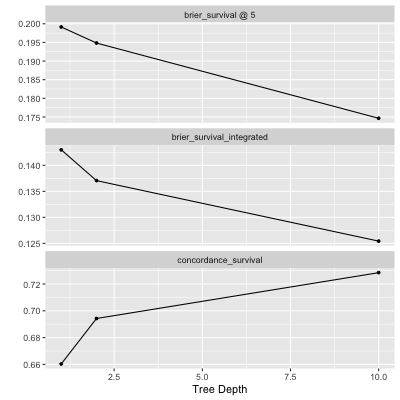 brier_survival @ 5
0.200
0.195
0.190
0.185
0.180
0.175
brier_survival_integrated
0.140
0.135
0.130
0.125
concordance_survival
0.72
0.70
0.68
0.66
2.5 5.0 7.5 10.0
Tree Depth